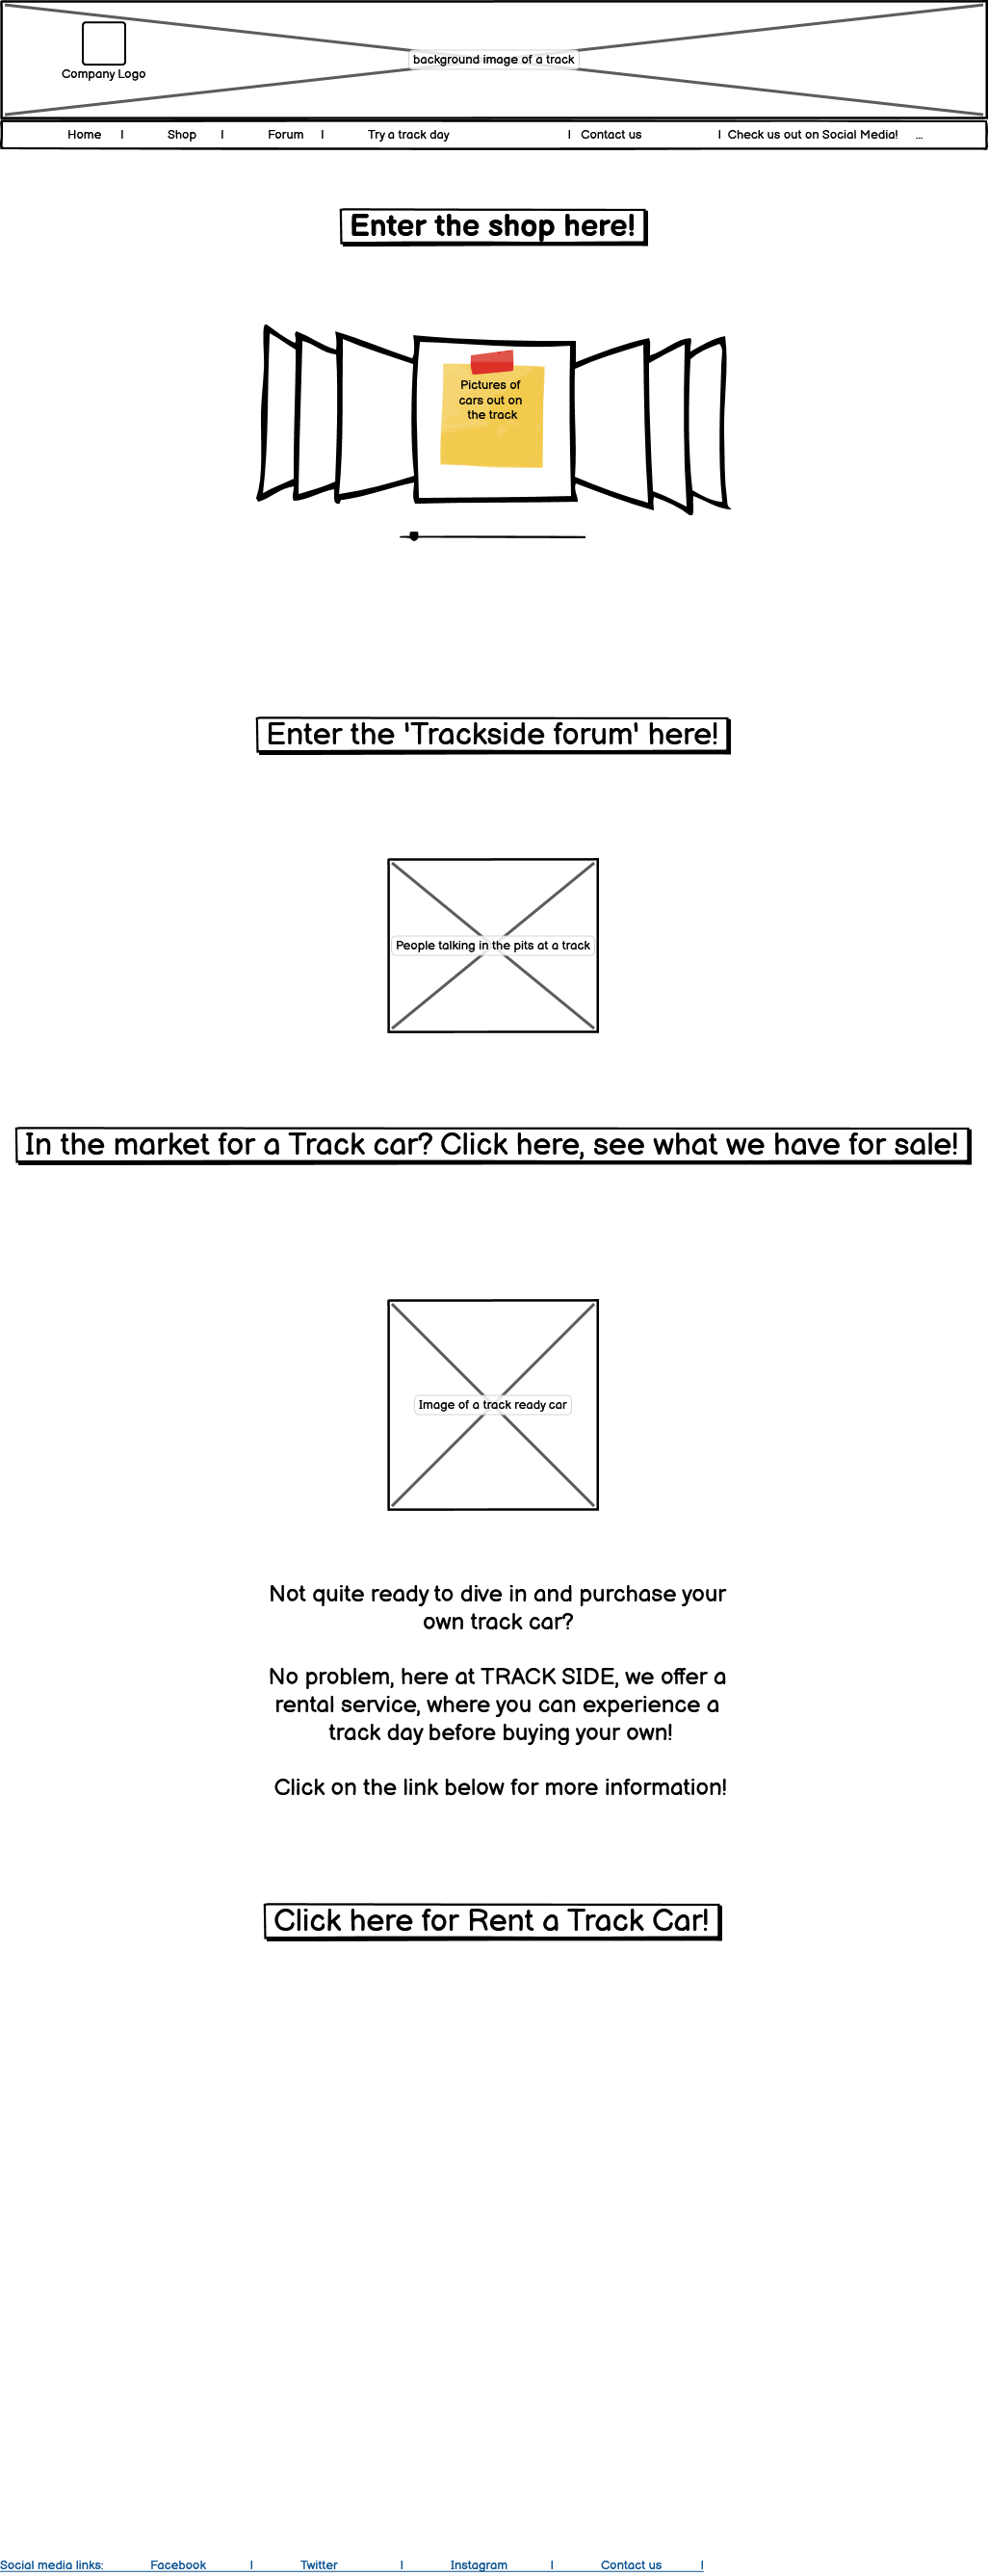 background image of a track
Company Logo
Home | Shop | Forum | Try a track day | Contact us | Check us out on Social Media! ...
Enter the shop here!
Pictures of
cars out on
the track
Enter the 'Trackside forum' here!
People talking in the pits at a track
In the market for a Track car? Click here, see what we have for sale!
Image of a track ready car
Not quite ready to dive in and purchase your
own track car?
No problem, here at TRACK SIDE, we offer a
rental service, where you can experience a
track day before buying your own!
Click on the link below for more information!
Click here for Rent a Track Car!
Social media links: Facebook | Twitter | Instagram | Contact us |